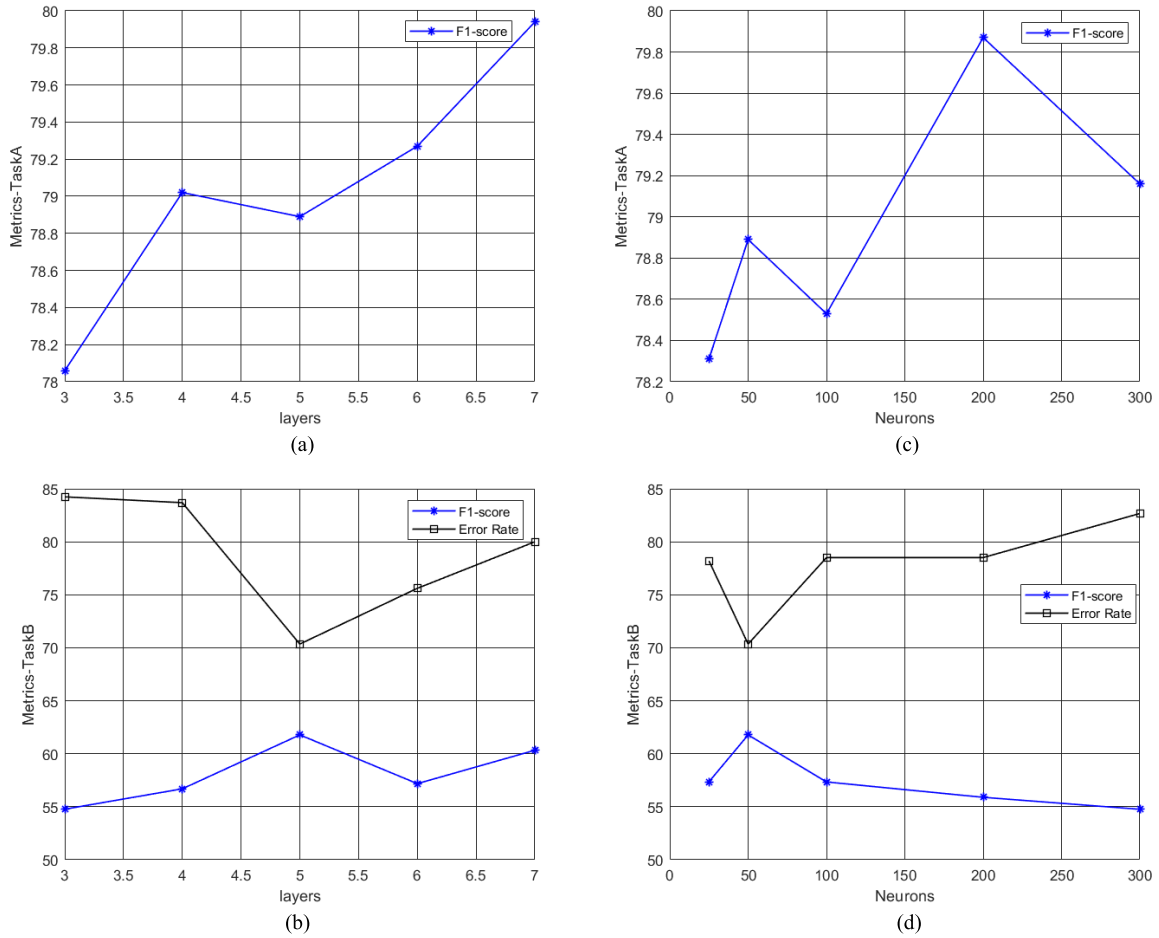 80
79.8
79.6
79.4
79.2
79
78.8
78.6
78.4
78.2
78
Metrics-TaskA
F1-score
3 3.5 4 4.5 5 5.5 6 6.5 7
layers
(a)
80
79.8
79.6
79.4
79.2
79
78.8
78.6
78.4
78.2
Metrics-TaskA
F1-score
0 50 100 150 200 250 300
Neurons
(c)
85
80
75
70
65
60
55
50
Metrics-TaskB
F1-score
Error Rate
3 3.5 4 4.5 5 5.5 6 6.5 7
layers
(b)
85
80
75
70
65
60
55
50
Metrics-TaskB
F1-score
Error Rate
0 50 100 150 200 250 300
Neurons
(d)